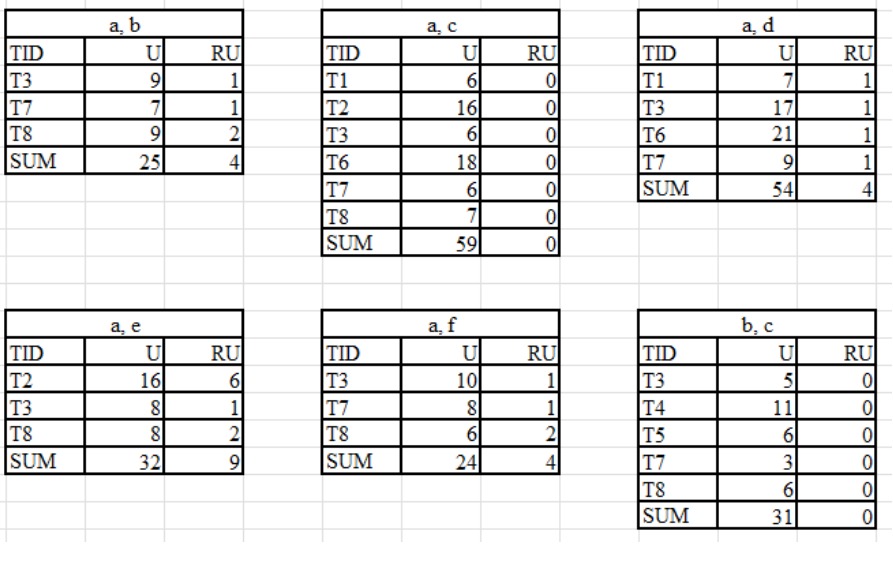 a, b
TID U RU
T3 9 1
T7 7 1
T8 9 2
SUM 25 4
a, c
TID U RU
T1 6 0
T2 16 0
T3 6 0
T6 18 0
T7 6 0
T8 7 0
SUM 59 0
a, d
TID U RU
T1 7 1
T3 17 1
T6 21 1
T7 9 1
SUM 54 4
a, e
TID U RU
T2 16 6
T3 8 1
T8 8 2
SUM 32 9
a, f
TID U RU
T3 10 1
T7 8 1
T8 6 2
SUM 24 4
b, c
TID U RU
T3 5 0
T4 11 0
T5 6 0
T7 3 0
T8 6 0
SUM 31 0